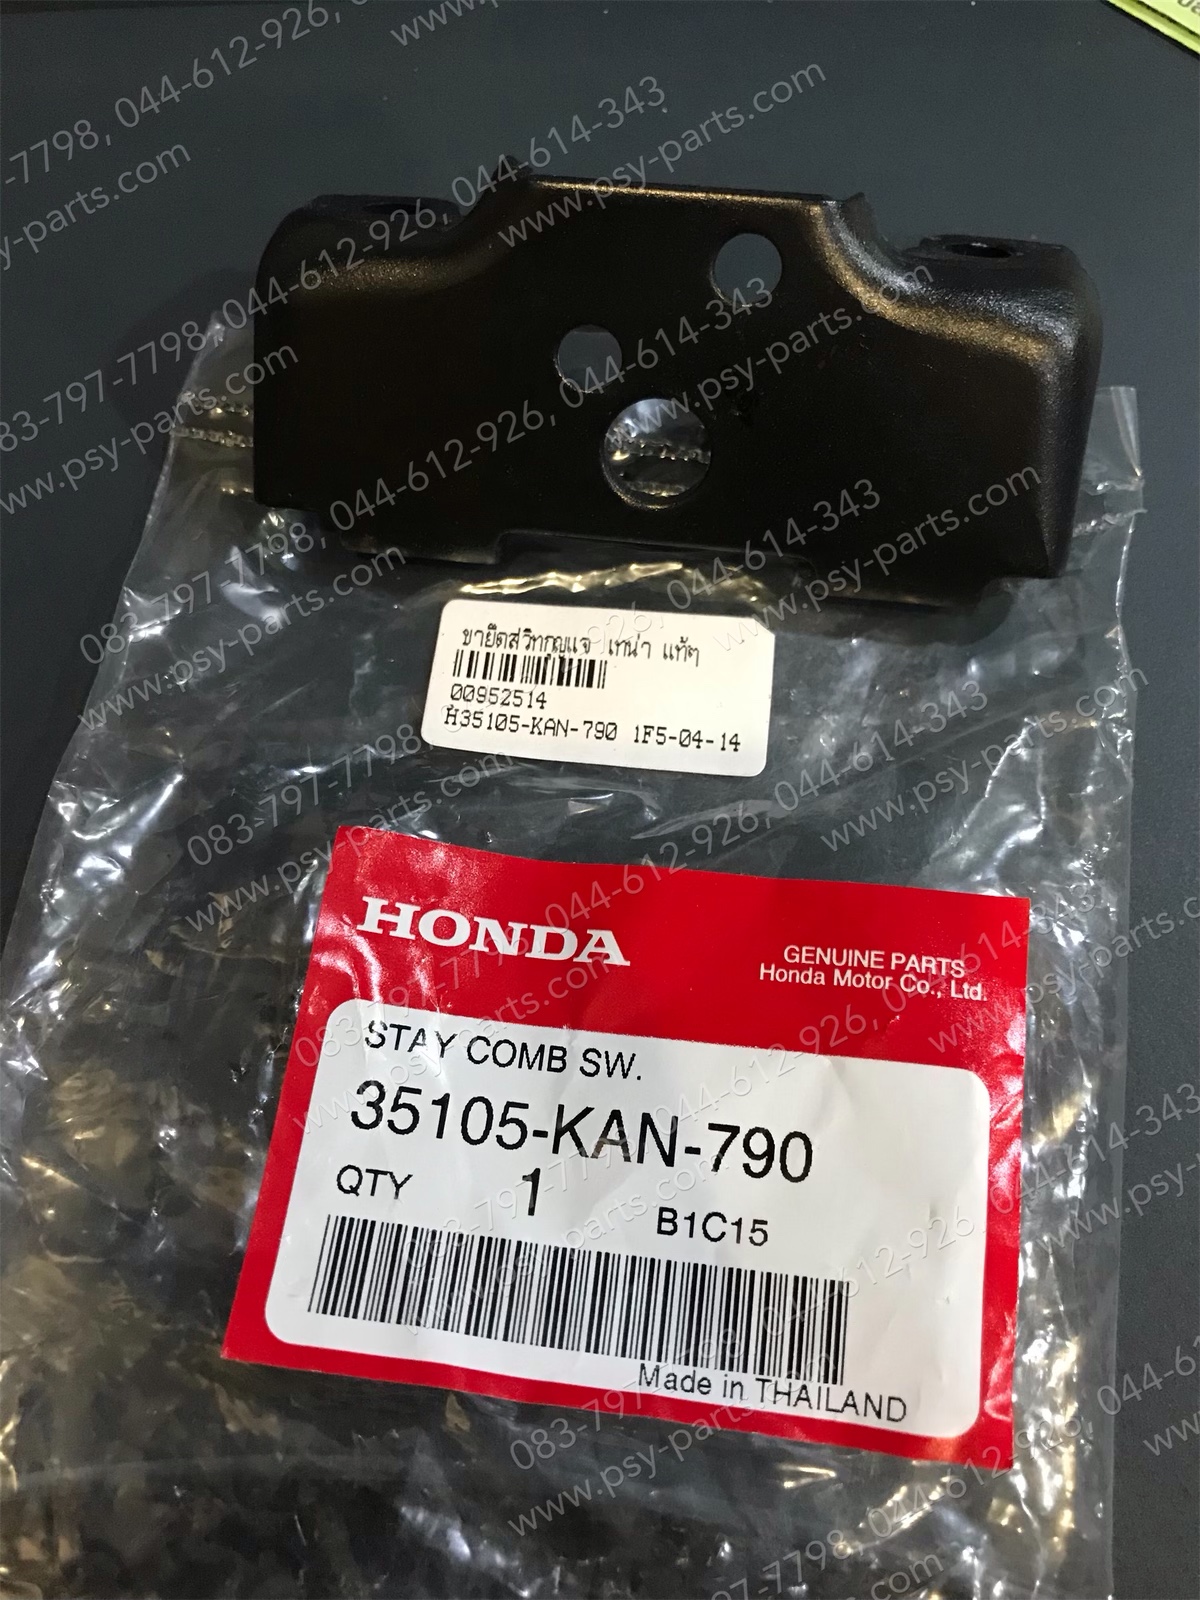 ขายึดสวิทกุญแจ เทน่า แท้ๆ
00952514
H35105-KAN-790 1F5-04-14
HONDA
GENUINE PARTS
Honda Motor Co., Ltd.
STAY COMB SW.
35105-KAN-790
QTY 1 B1C15
Made in THAILAND
083-797-7798, 044-612-926, 044-614-343
www.psy-parts.com